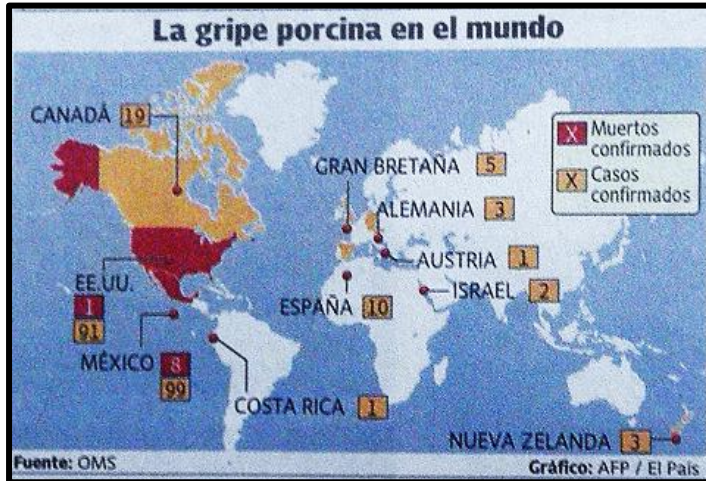 La gripe porcina en el mundo
CANADÁ 19
X Muertos
confirmados
X Casos
confirmados
GRAN BRETAÑA 5
ALEMANIA 3
AUSTRIA 1
ISRAEL 2
ESPAÑA 10
EE.UU.
1
91
MÉXICO 8
99
COSTA RICA 1
NUEVA ZELANDA 3
Fuente: OMS
Gráfico: AFP / El País